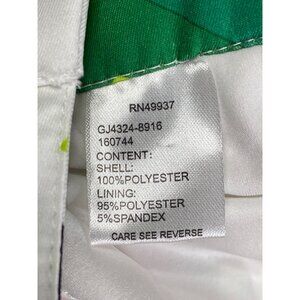 RN49937
GJ4324-8916
160744
CONTENT:
SHELL:
100%POLYESTER
LINING:
95%POLYESTER
5%SPANDEX
CARE SEE REVERSE